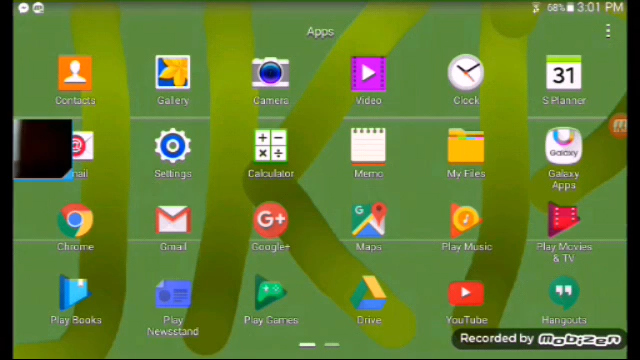 68% 3:01 PM
Apps
Contacts
Gallery
Camera
Video
Clock
31
S Planner
Settings
Calculator
Memo
My Files
Galaxy
Galaxy
Apps
Chrome
Gmail
G+
Google+
Maps
Play Music
Play Movies
& TV
Play Books
Play
Newsstand
Play Games
Drive
YouTube
Hangouts
Recorded by Mobizen